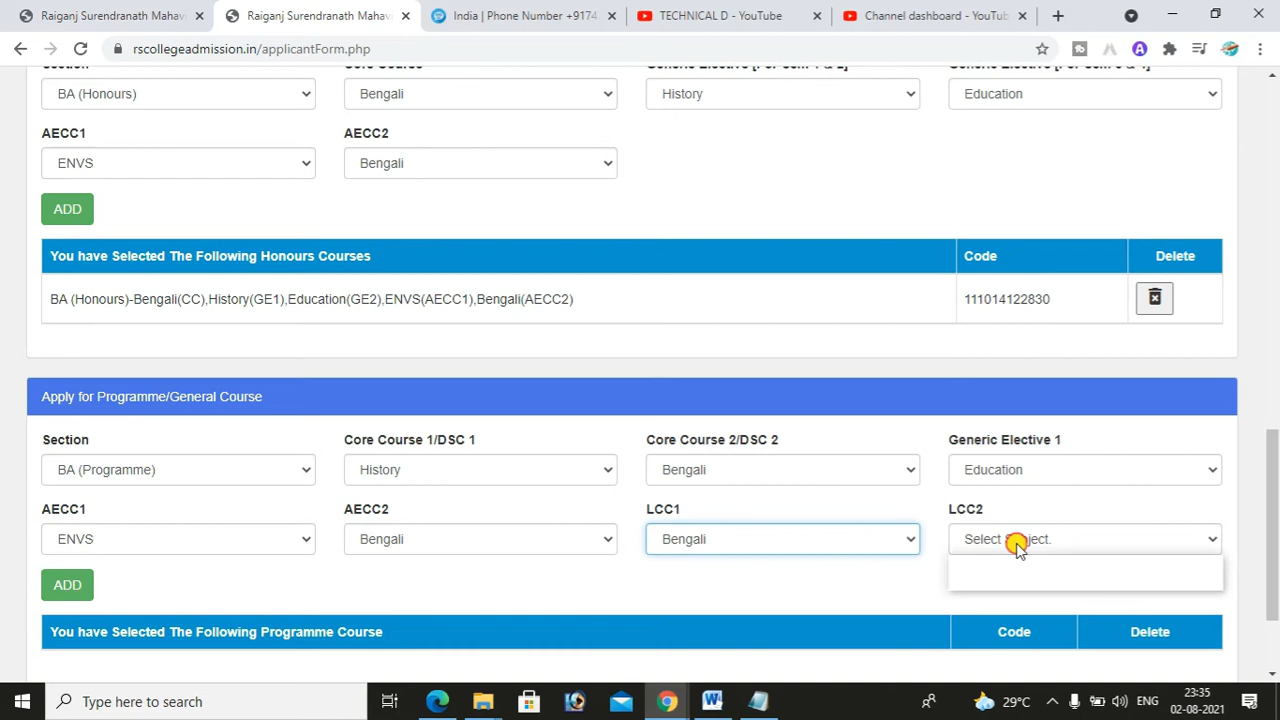 Raiganj Surendranath Mahav
Raiganj Surendranath Mahav
India | Phone Number +9174
TECHNICAL D - YouTube
Channel dashboard - YouTub
rscollegeadmission.in/applicantForm.php
BA (Honours)
Bengali
History
Education
AECC1
AECC2
ENVS
Bengali
ADD
You have Selected The Following Honours Courses
Code
Delete
BA (Honours)-Bengali(CC),History(GE1),Education(GE2),ENVS(AECC1),Bengali(AECC2)
111014122830
Apply for Programme/General Course
Section
Core Course 1/DSC 1
Core Course 2/DSC 2
Generic Elective 1
BA (Programme)
History
Bengali
Education
AECC1
AECC2
LCC1
LCC2
ENVS
Bengali
Bengali
Select Subject.
ADD
You have Selected The Following Programme Course
Code
Delete
Type here to search
29°C
ENG
23:35
02-08-2021